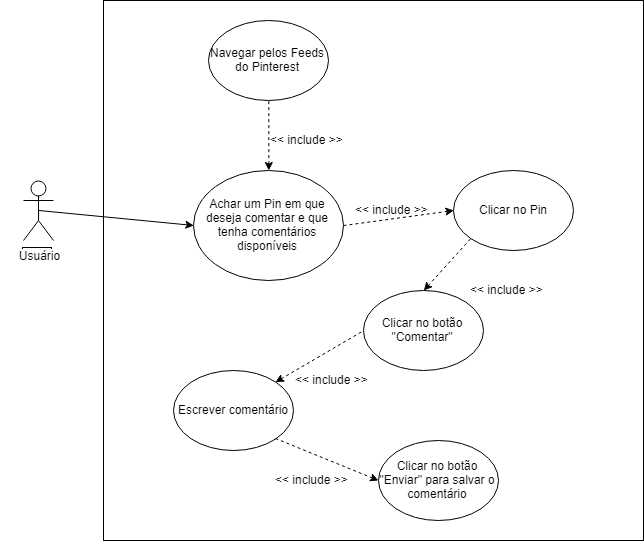 Navegar pelos Feeds
do Pinterest
<< include >>
Achar um Pin em que
deseja comentar e que
tenha comentários
disponíveis
<< include >>
Clicar no Pin
Usuário
<< include >>
Clicar no botão
"Comentar"
<< include >>
Escrever comentário
<< include >>
Clicar no botão
"Enviar" para salvar o
comentário